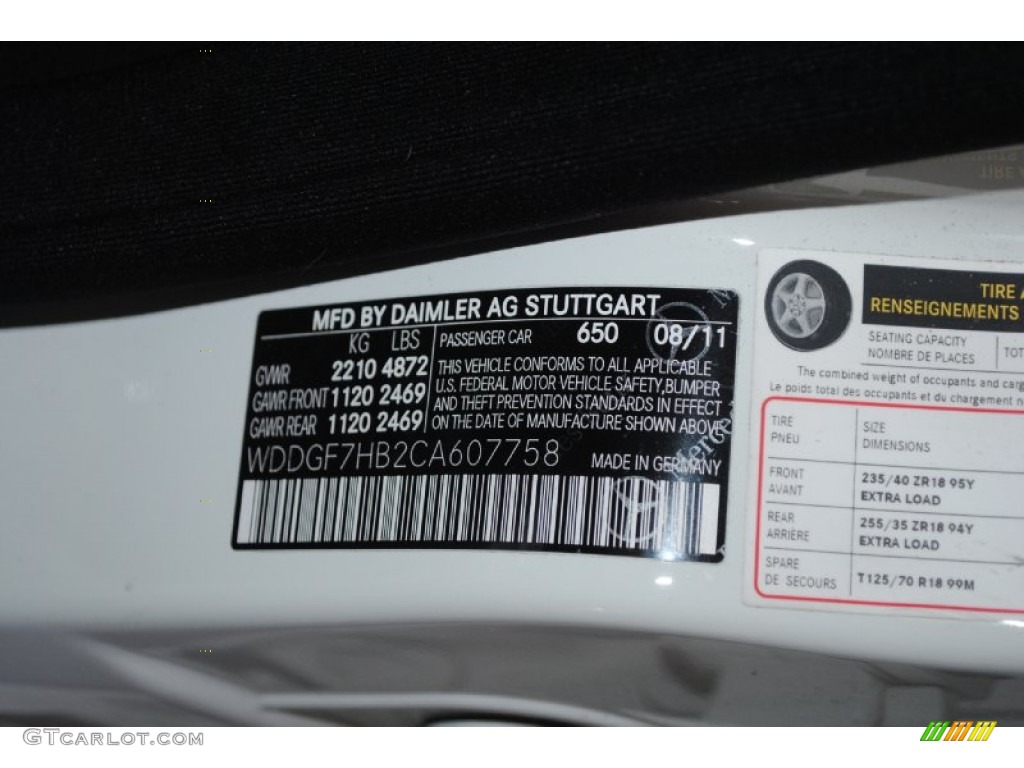 MFD BY DAIMLER AG STUTTGART
KG LBS
GVWR 2210 4872
GAWR FRONT 1120 2469
GAWR REAR 1120 2469
PASSENGER CAR 650 08/11
THIS VEHICLE CONFORMS TO ALL APPLICABLE
U.S. FEDERAL MOTOR VEHICLE SAFETY, BUMPER
AND THEFT PREVENTION STANDARDS IN EFFECT
ON THE DATE OF MANUFACTURE SHOWN ABOVE
WDDGF7HB2CA607758
MADE IN GERMANY
TIRE
RENSEIGNEMENTS
SEATING CAPACITY
NOMBRE DE PLACES
The combined weight of occupants and
Le poids total des occupants et du chargement
TIRE
PNEU
SIZE
DIMENSIONS
FRONT
AVANT
235/40 ZR18 95Y
EXTRA LOAD
REAR
ARRIÈRE
255/35 ZR18 94Y
EXTRA LOAD
SPARE
DE SECOURS
T125/70 R18 99M
GTCarLot.com